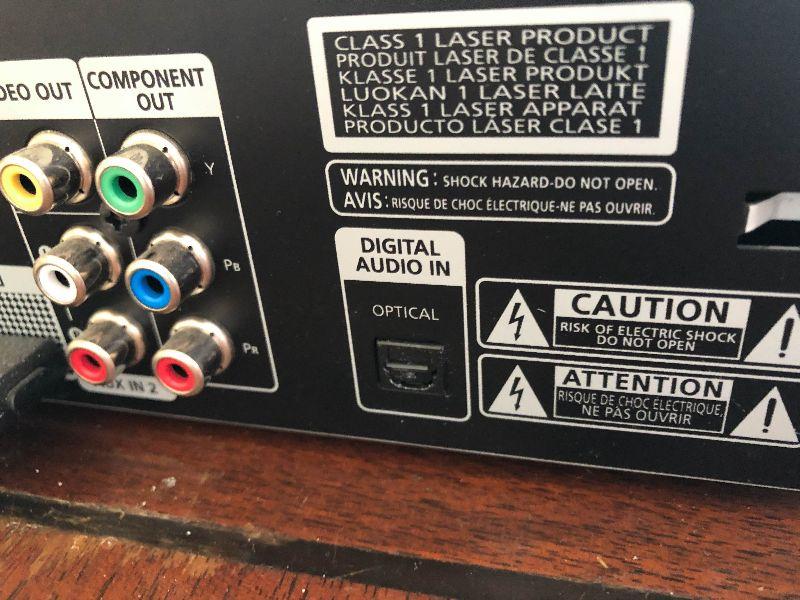 DEO OUT
COMPONENT
OUT
Y
PB
PR
AUX IN 2
CLASS 1 LASER PRODUCT
PRODUIT LASER DE CLASSE 1
KLASSE 1 LASER PRODUKT
LUOKAN 1 LASER LAITE
KLASS 1 LASER APPARAT
PRODUCTO LÁSER CLASE 1
WARNING: SHOCK HAZARD-DO NOT OPEN.
AVIS: RISQUE DE CHOC ÉLECTRIQUE-NE PAS OUVRIR.
DIGITAL
AUDIO IN
OPTICAL
CAUTION
RISK OF ELECTRIC SHOCK
DO NOT OPEN
ATTENTION
RISQUE DE CHOC ÉLECTRIQUE,
NE PAS OUVRIR